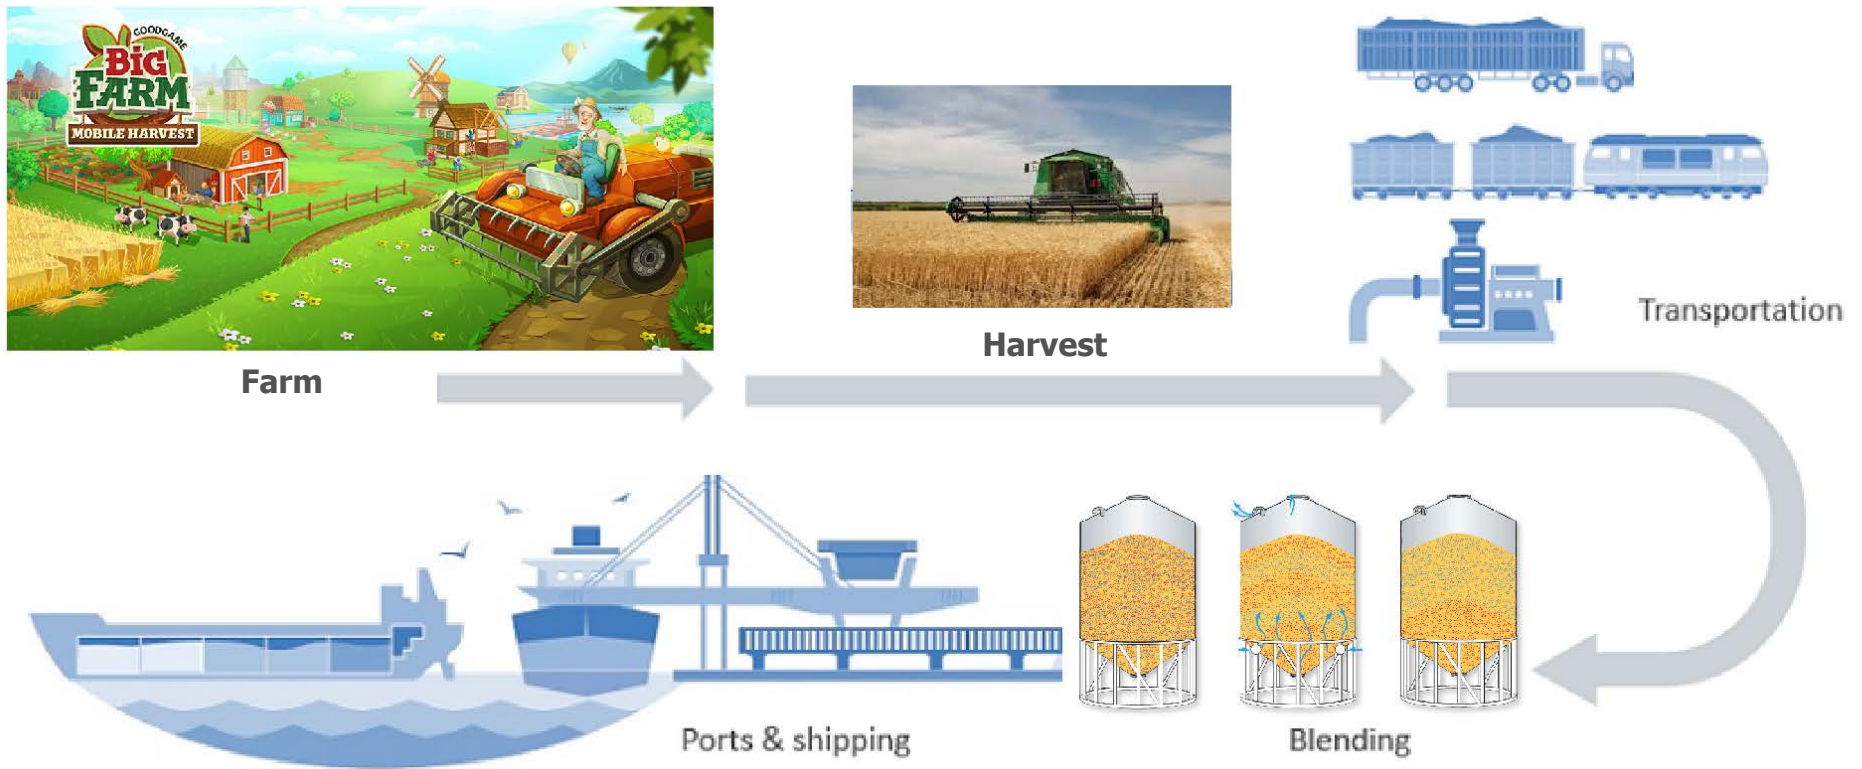 GOODGAME
BIG
FARM
MOBILE HARVEST
Farm
Harvest
Transportation
Ports & shipping
Blending